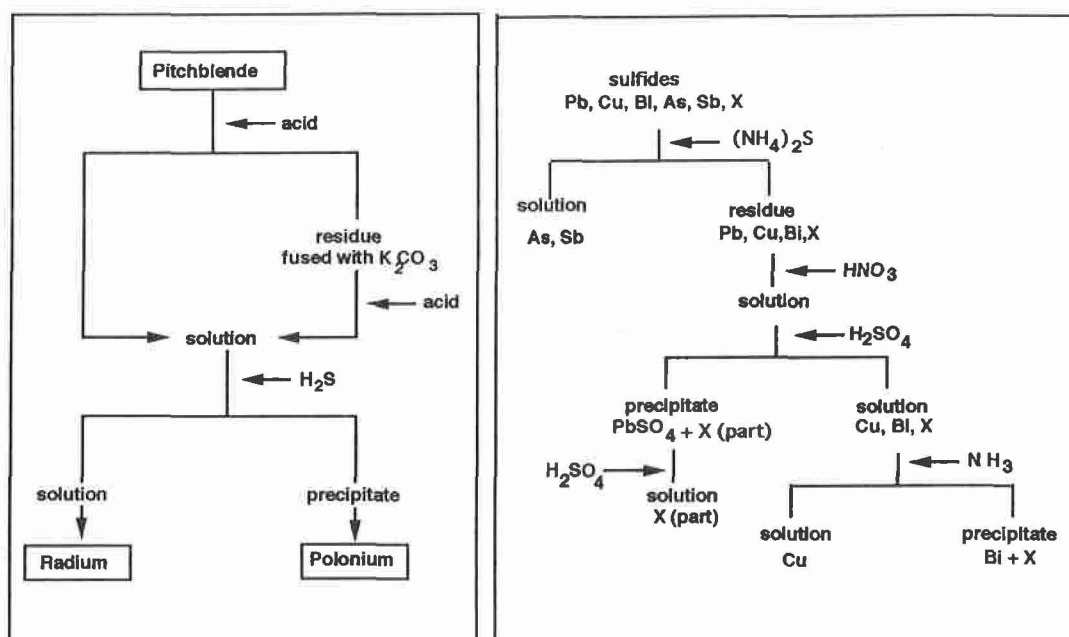 Pitchblende
acid
residue
fused with K2CO3
acid
solution
H2S
solution
precipitate
Radium
Polonium
sulfides
Pb, Cu, Bi, As, Sb, X
(NH4)2S
solution
As, Sb
residue
Pb, Cu,Bi,X
HNO3
solution
H2SO4
precipitate
PbSO4 + X (part)
solution
Cu, Bi, X
H2SO4
NH3
solution
X (part)
solution
Cu
precipitate
Bi + X